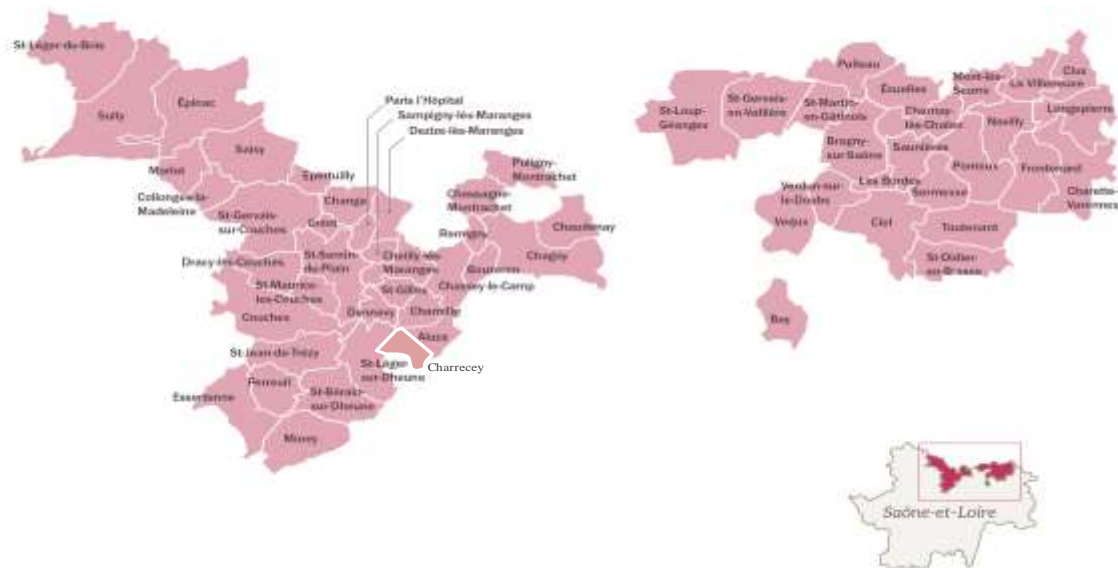 St-Léger-du-Bois
Épinac
Sully
Saisy
Morlet
Collonge-la-
Madeleine
Épertully
Paris l'Hôpital
Sampigny-lès-Maranges
Dezize-lès-Maranges
Change
Créot
St-Gervais-
sur-Couches
Puligny-
Montrachet
Chassagne-
Montrachet
Remigny
Chaudenay
Chagny
Bouzeron
Chassey-le-Camp
Cheilly-lès-
Maranges
St-Sernin-
du-Plain
Dracy-lès-Couches
St-Maurice-
lès-Couches
Couches
St-Gilles
Dennevy
Chamilly
Aluze
Charrecey
St-Léger-
sur-Dheune
St-Jean-de-Trézy
Perreuil
Essertenne
St-Bérain-
sur-Dheune
Morey
St-Loup-
Géanges
St-Gervais-
en-Vallière
St-Martin-
en-Gâtinois
Palleau
Écuelles
Mont-lès-
Seurre
La Villeneuve
Clux
Longepierre
Charnay-
lès-Chalon
Navilly
Bragny-
sur-Saône
Saunières
Pontoux
Frontenard
Charette-
Varennes
Les Bordes
Sermesse
Verdun-sur-
le-Doubs
Verjux
Ciel
Toutenant
St-Didier-
en-Bresse
Bey
Saône-et-Loire